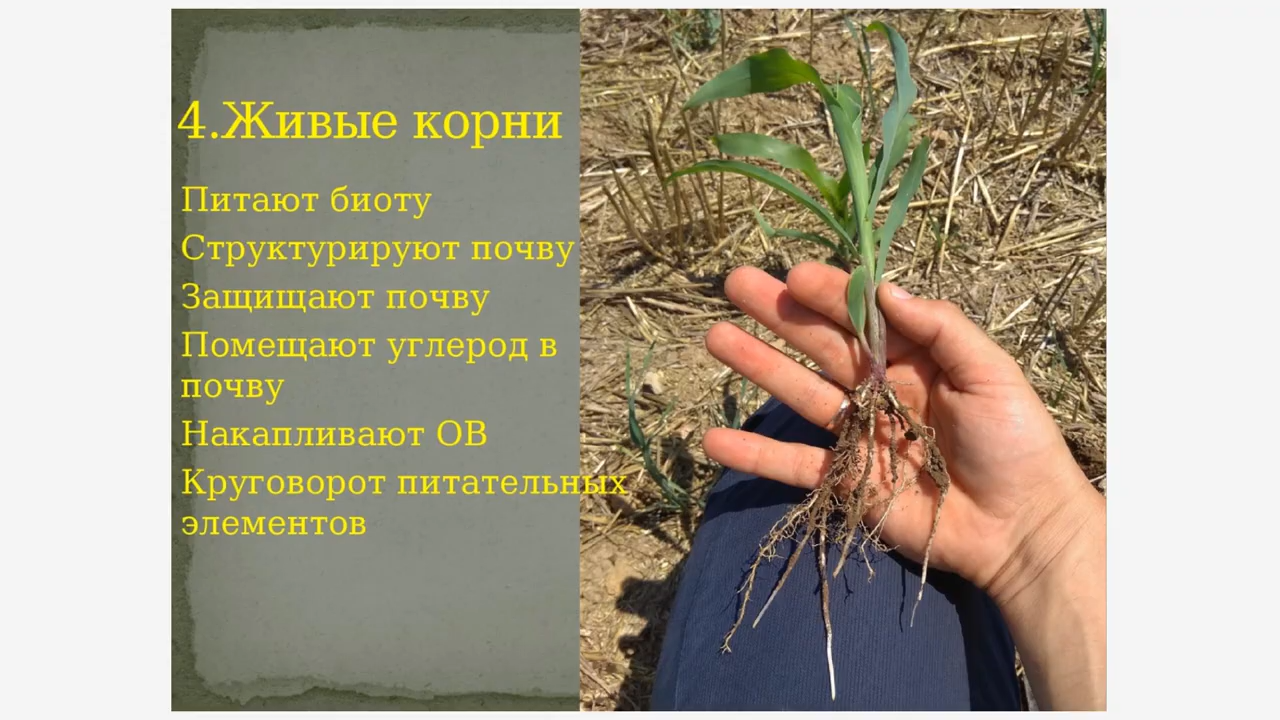 4.Живые корни
Питают биоту
Структурируют почву
Защищают почву
Помещают углерод в
почву
Накапливают ОВ
Круговорот питательных
элементов